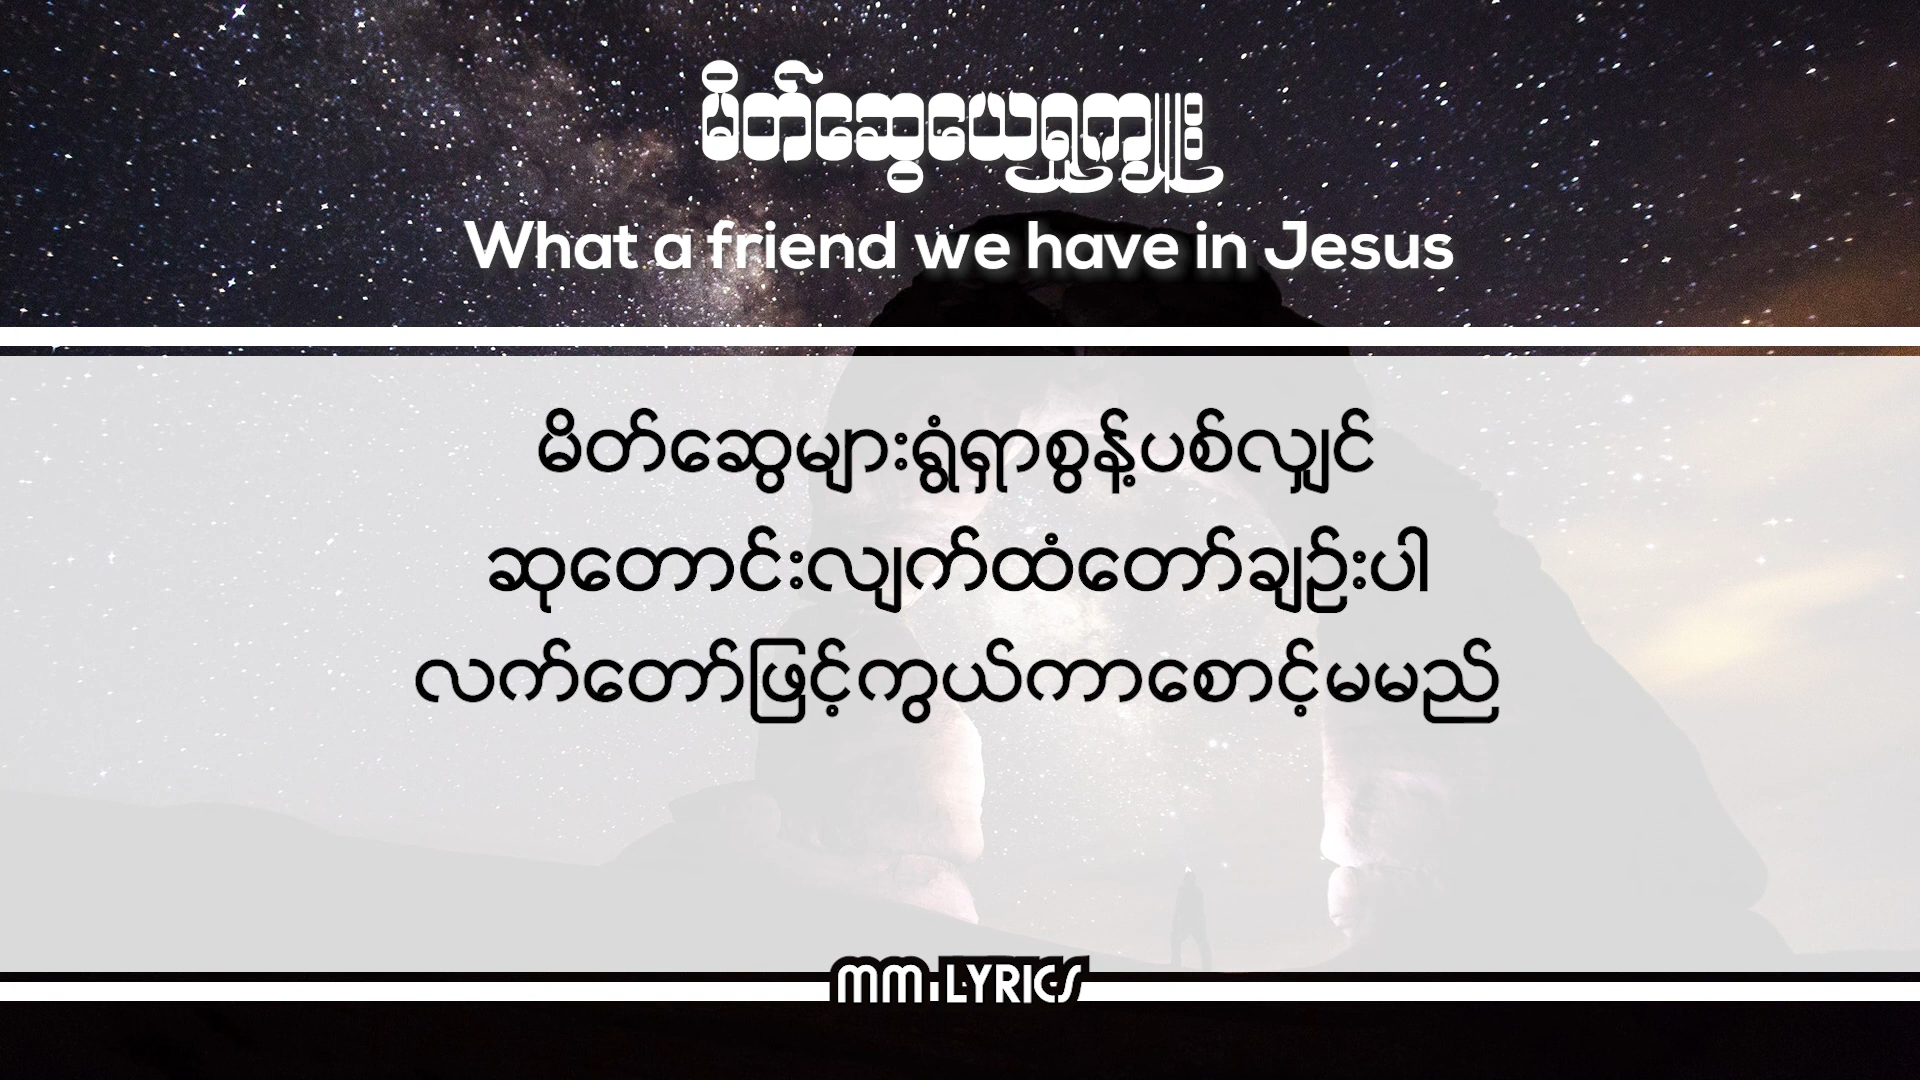 မိတ်ဆွေယေရှုကျူး
What a friend we have in Jesus
မိတ်ဆွေများရွံရှာစွန့်ပစ်လျှင်
ဆုတောင်းလျက်ထံတော်ချဉ်းပါ
လက်တော်ဖြင့်ကွယ်ကာစောင့်မမည်
MM LYRICS